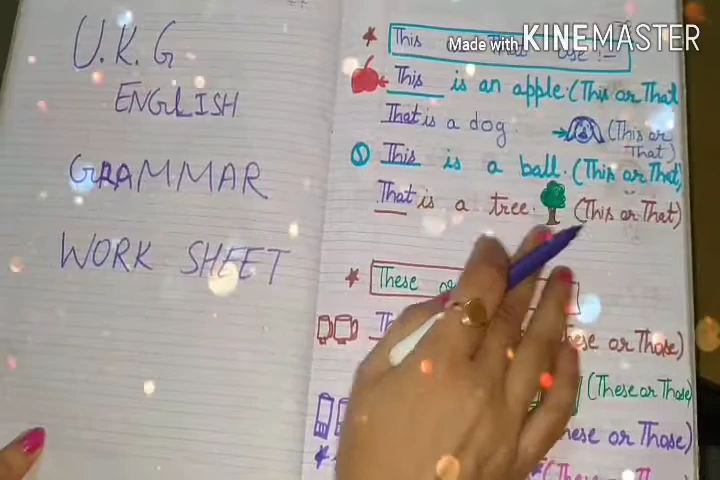 U.K.G
ENGLISH
GRAMMAR
WORK SHEET
Made with KINEMASTER
This use :-
This is an apple. (This or That
That is a dog. (This or
That)
This is a ball. (This or That)
That is a tree. (This or That)
These or
These or Those)
(These or Those)
These or Those)